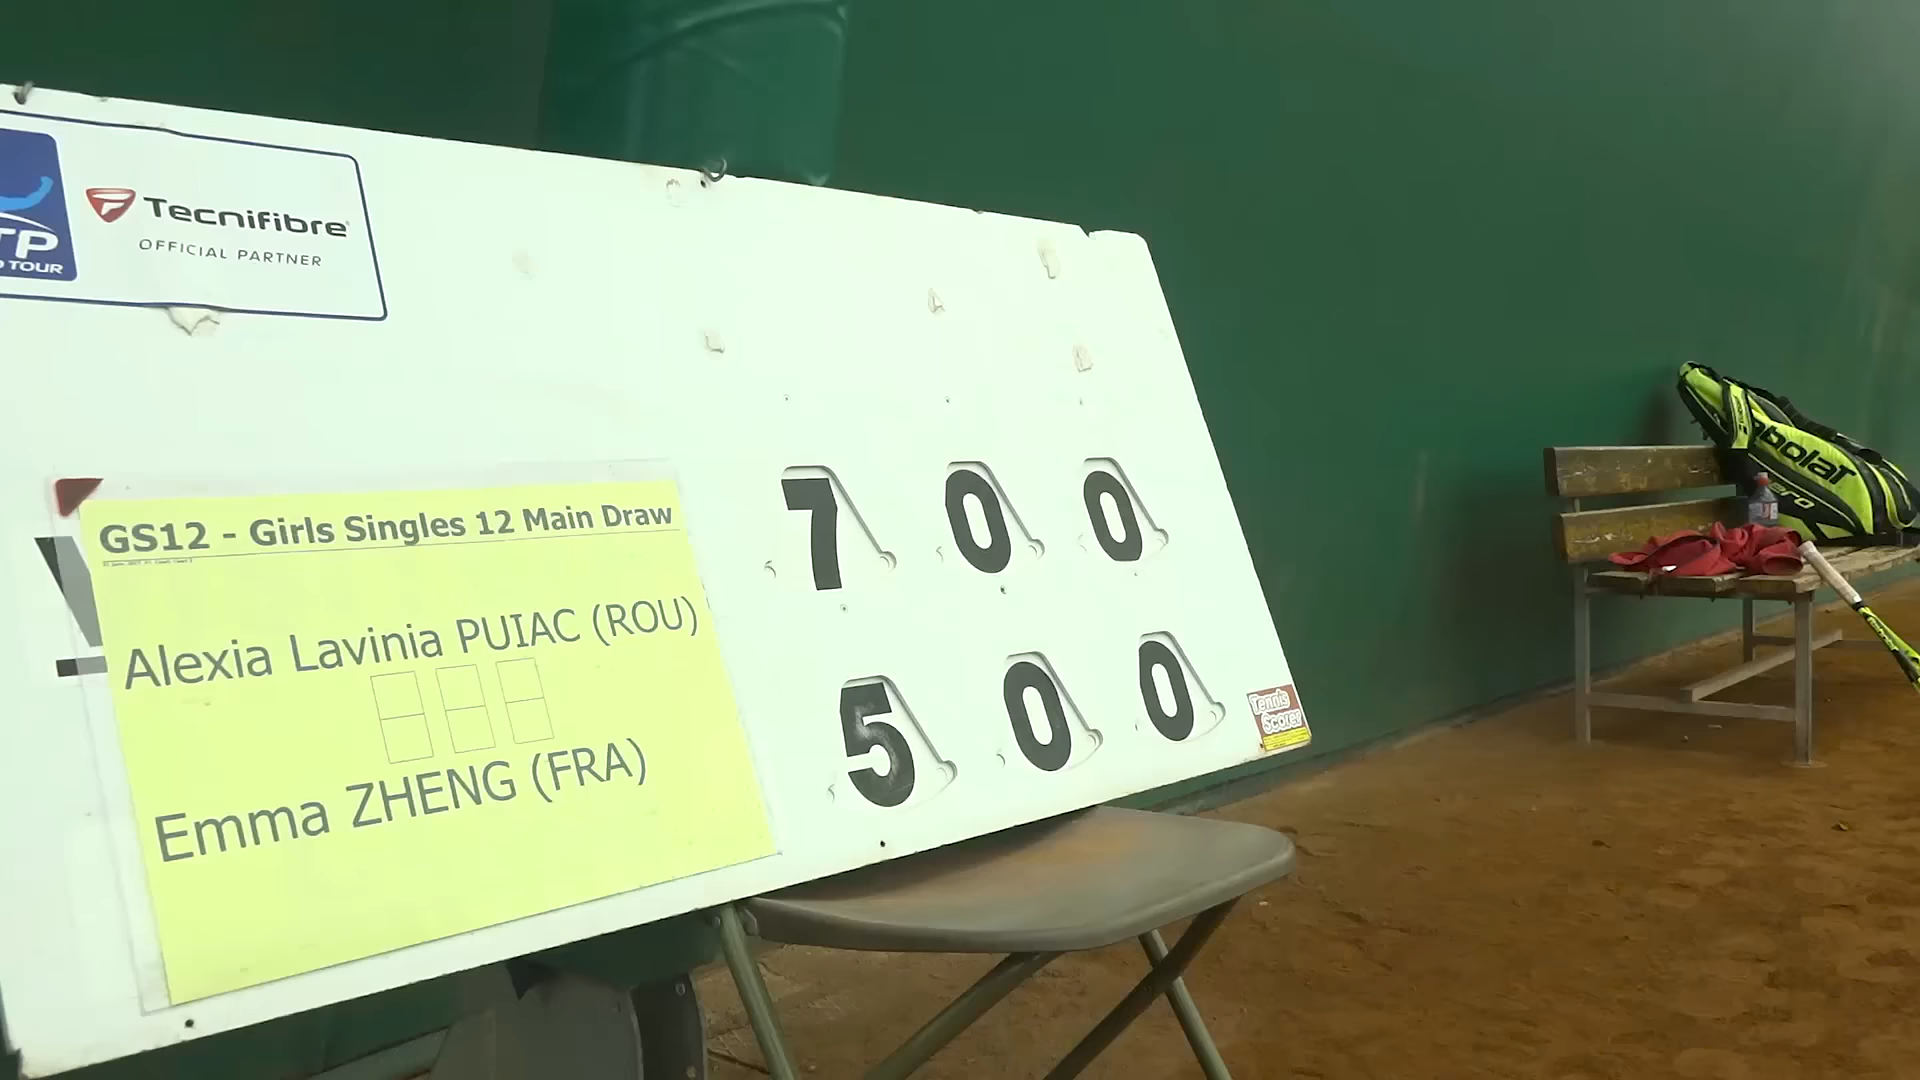 TP
TOUR
Tecnifibre
OFFICIAL PARTNER
GS12 - Girls Singles 12 Main Draw
Alexia Lavinia PUIAC (ROU)
Emma ZHENG (FRA)
7 0 0
5 0 0
Tennis
Scorer
babolat
ero